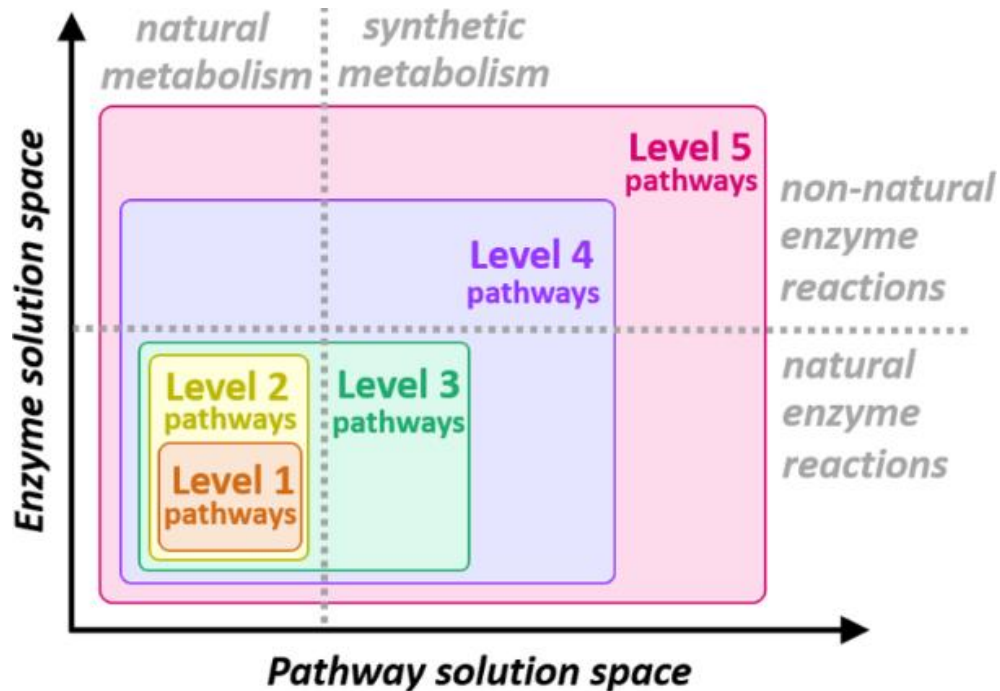 natural
metabolism
synthetic
metabolism
Enzyme solution space
Level 5
pathways
non-natural
enzyme
reactions
Level 4
pathways
natural
enzyme
reactions
Level 2
pathways
Level 3
pathways
Level 1
pathways
Pathway solution space